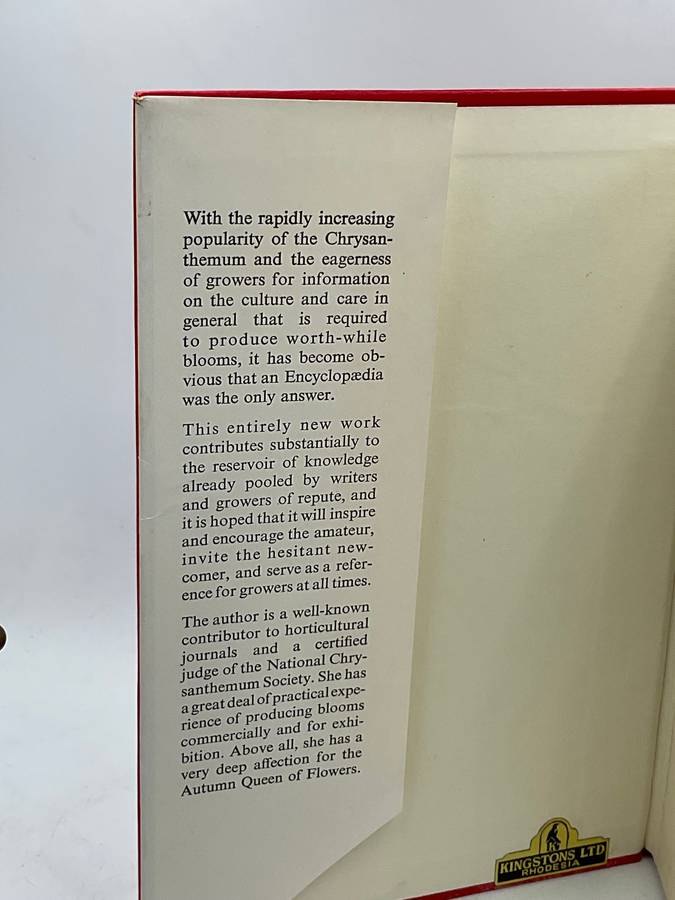 With the rapidly increasing
popularity of the Chrysan-
themum and the eagerness
of growers for information
on the culture and care in
general that is required
to produce worth-while
blooms, it has become ob-
vious that an Encyclopædia
was the only answer.
This entirely new work
contributes substantially to
the reservoir of knowledge
already pooled by writers
and growers of repute, and
it is hoped that it will inspire
and encourage the amateur,
invite the hesitant new-
comer, and serve as a refer-
ence for growers at all times.
The author is a well-known
contributor to horticultural
journals and a certified
judge of the National Chry-
santhemum Society. She has
a great deal of practical expe-
rience of producing blooms
commercially and for exhi-
bition. Above all, she has a
very deep affection for the
Autumn Queen of Flowers.
K
KINGSTONS LTD
RHODESIA